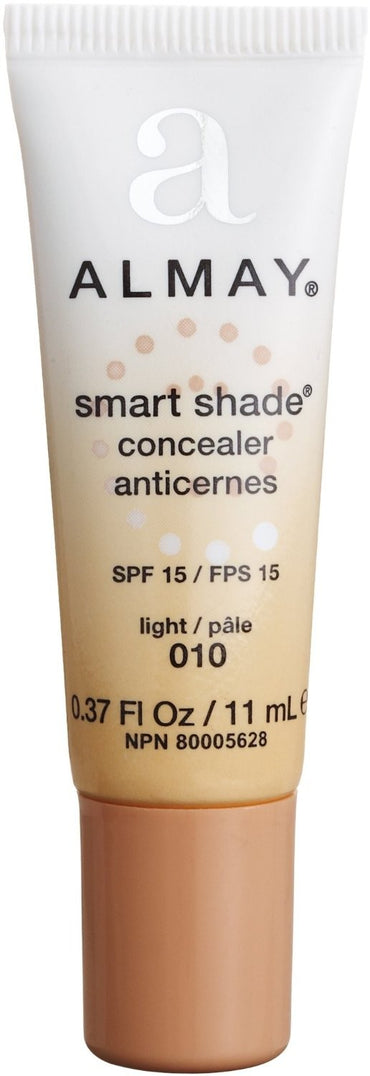 a
ALMAY®
smart shade®
concealer
anticernes
SPF 15 / FPS 15
light / pâle
010
0.37 Fl Oz / 11 mL℮
NPN 80005628